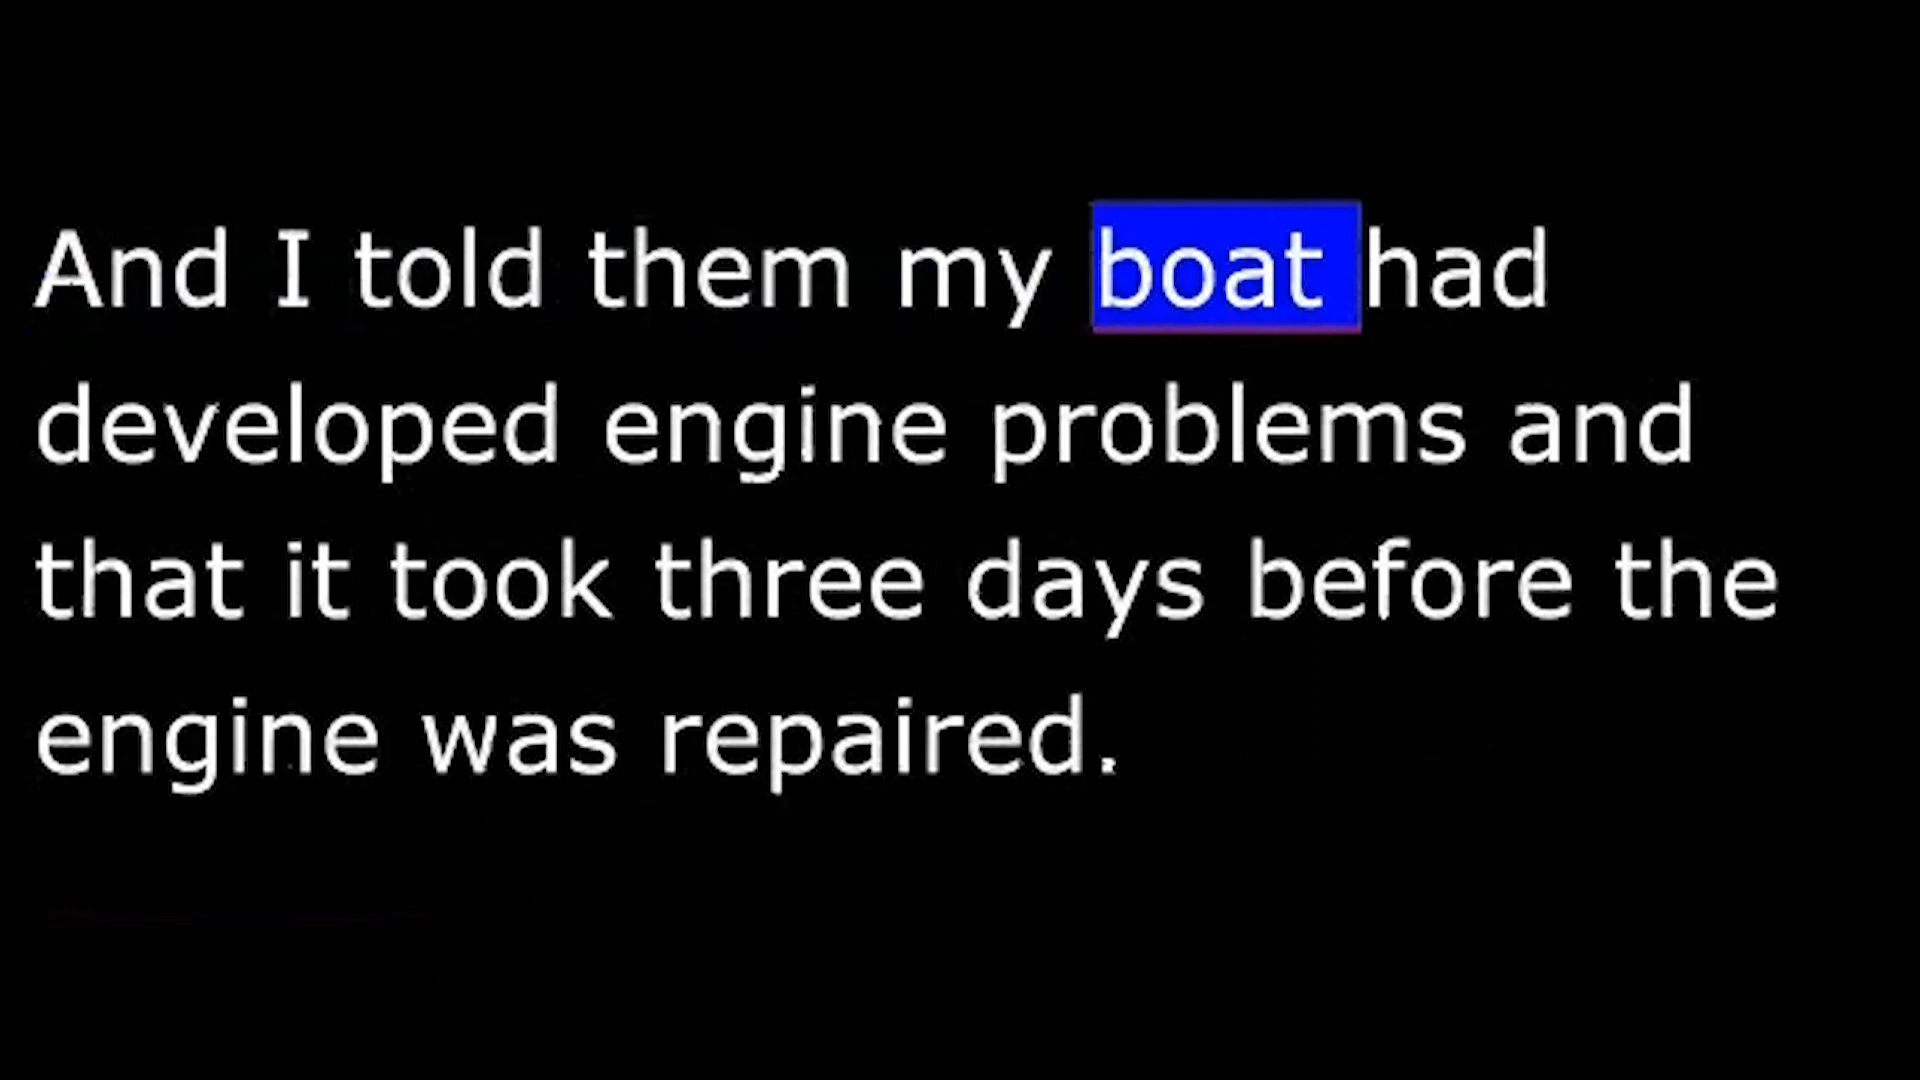 And I told them my boat had
developed engine problems and
that it took three days before the
engine was repaired.